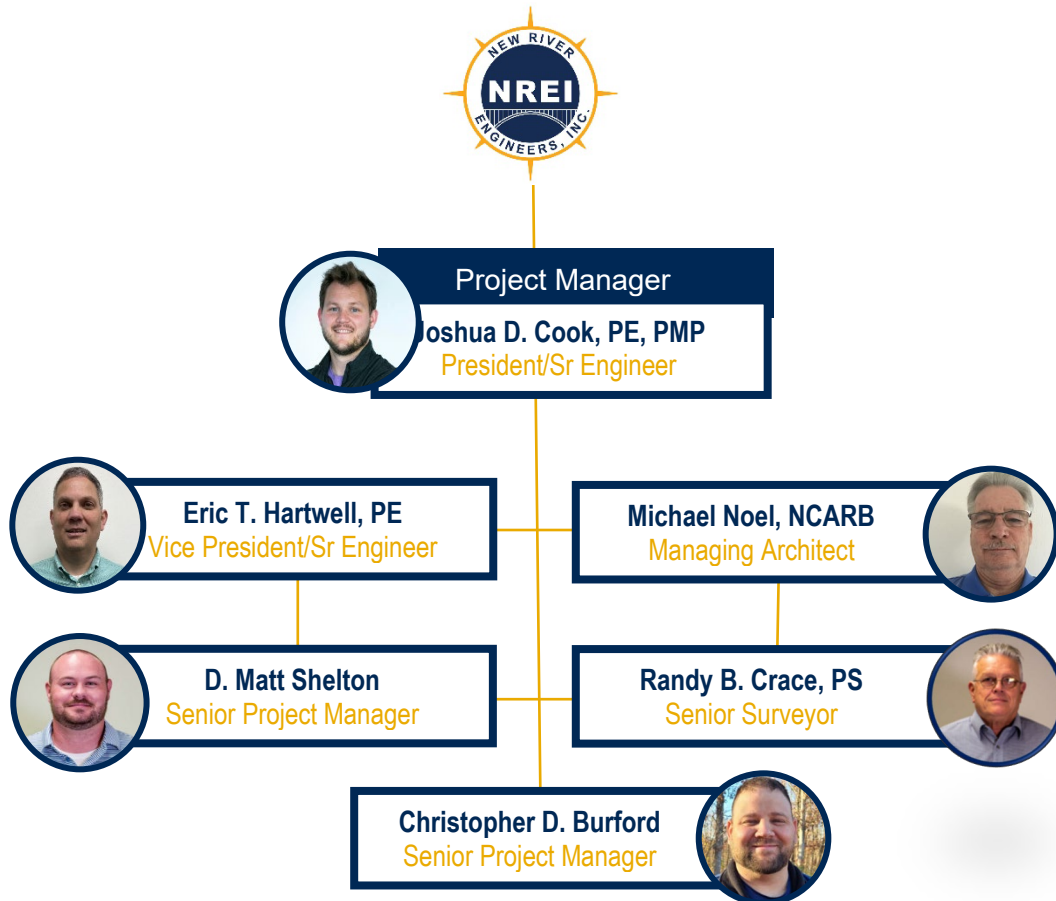 NEW RIVER
NREI
ENGINEERS, INC.
Project Manager
Joshua D. Cook, PE, PMP
President/Sr Engineer
Eric T. Hartwell, PE
Vice President/Sr Engineer
Michael Noel, NCARB
Managing Architect
D. Matt Shelton
Senior Project Manager
Randy B. Crace, PS
Senior Surveyor
Christopher D. Burford
Senior Project Manager